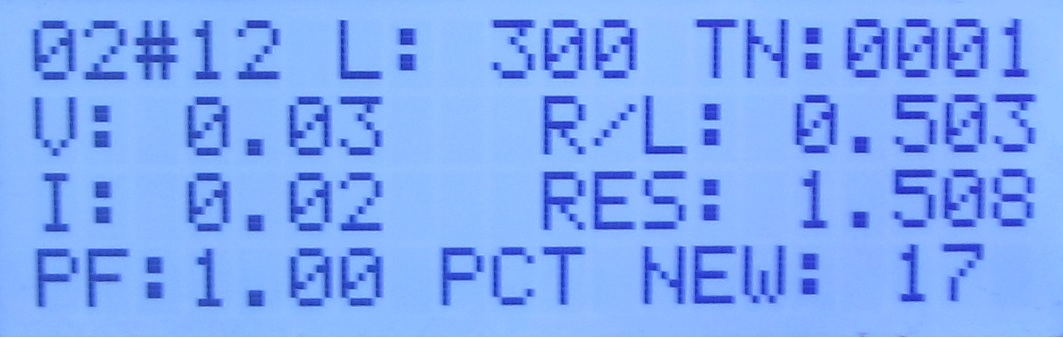 02#12 L: 300 TN:0001
V: 0.03 R/L: 0.503
I: 0.02 RES: 1.508
PF:1.00 PCT NEW: 17